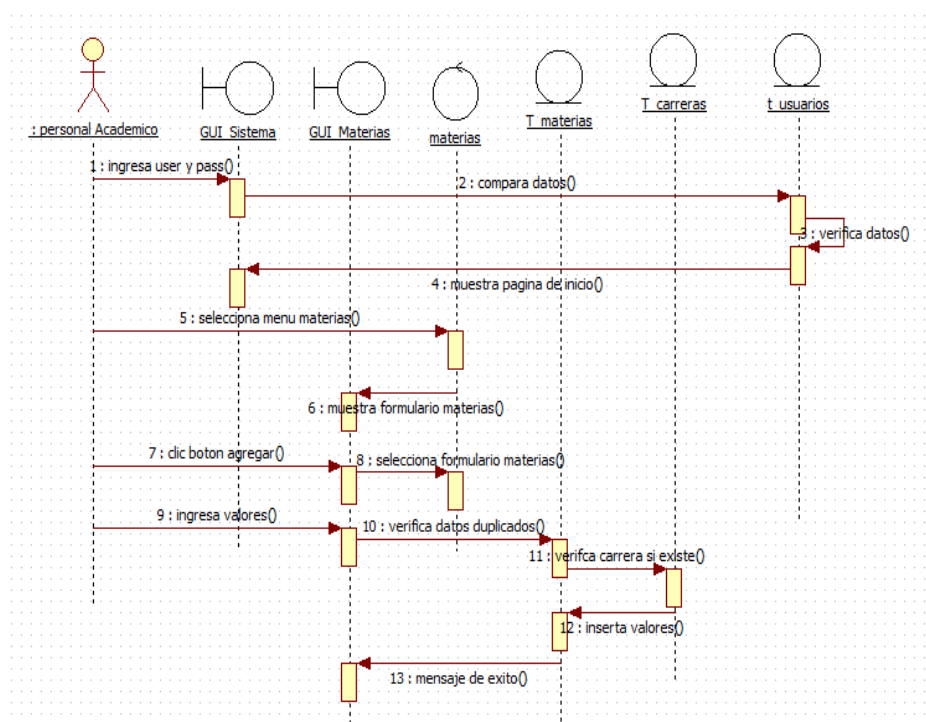 : personal Academico
GUI_Sistema
GUI_Materias
materias
T_materias
T_carreras
t_usuarios
1 : ingresa user y pass()
2 : compara datos()
3 : verifica datos()
4 : muestra pagina de inicio()
5 : selecciona menu materias()
6 : muestra formulario materias()
7 : clic boton agregar()
8 : selecciona formulario materias()
9 : ingresa valores()
10 : verifica datos duplicados()
11 : verifca carrera si existe()
12 : inserta valores()
13 : mensaje de exito()